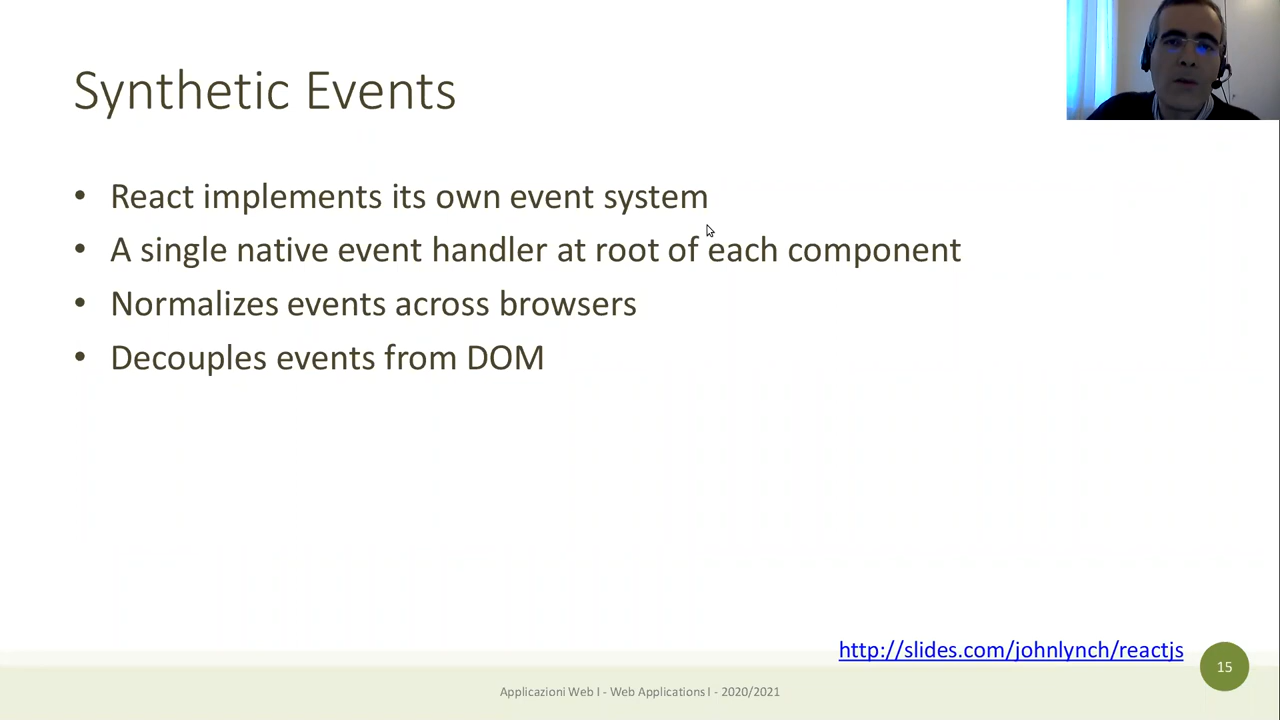 Synthetic Events
• React implements its own event system
• A single native event handler at root of each component
• Normalizes events across browsers
• Decouples events from DOM
http://slides.com/johnlynch/reactjs
15
Applicazioni Web I - Web Applications I - 2020/2021